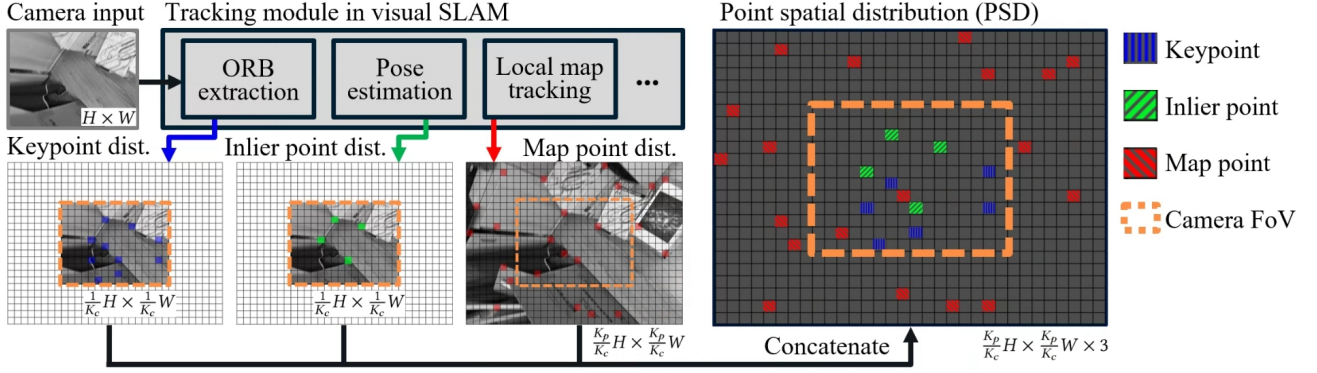 Camera input
H × W
Tracking module in visual SLAM
ORB
extraction
Pose
estimation
Local map
tracking
...
Keypoint dist.
Inlier point dist.
Map point dist.
1/K_c H × 1/K_c W
1/K_c H × 1/K_c W
K_p/K_c H × K_p/K_c W
Concatenate
Point spatial distribution (PSD)
K_p/K_c H × K_p/K_c W × 3
Keypoint
Inlier point
Map point
Camera FoV